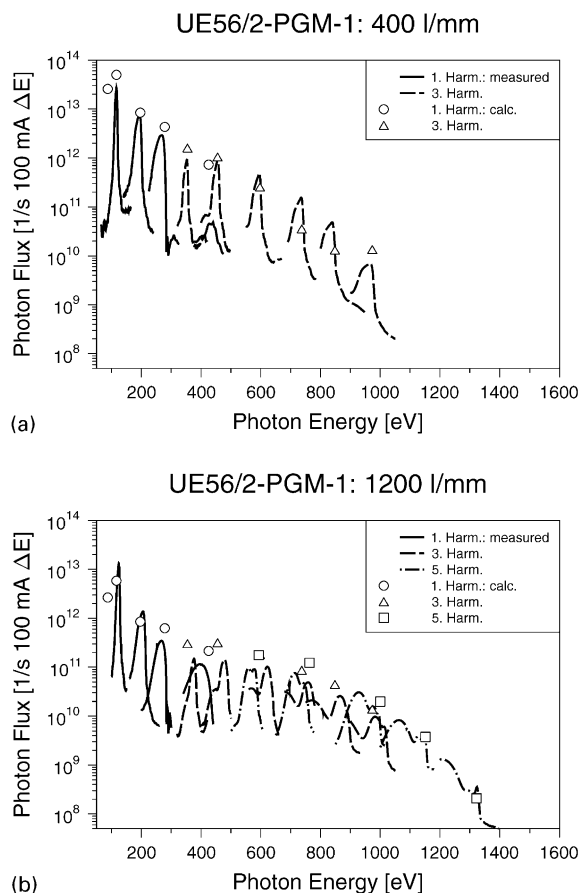 UE56/2-PGM-1: 400 l/mm
10^14
10^13
10^12
10^11
10^10
10^9
10^8
Photon Flux [1/s 100 mA ΔE]
1. Harm.: measured
3. Harm.
1. Harm.: calc.
3. Harm.
200 400 600 800 1000 1200 1400 1600
Photon Energy [eV]
(a)
UE56/2-PGM-1: 1200 l/mm
10^14
10^13
10^12
10^11
10^10
10^9
10^8
Photon Flux [1/s 100 mA ΔE]
1. Harm.: measured
3. Harm.
5. Harm.
1. Harm.: calc.
3. Harm.
5. Harm.
200 400 600 800 1000 1200 1400 1600
Photon Energy [eV]
(b)